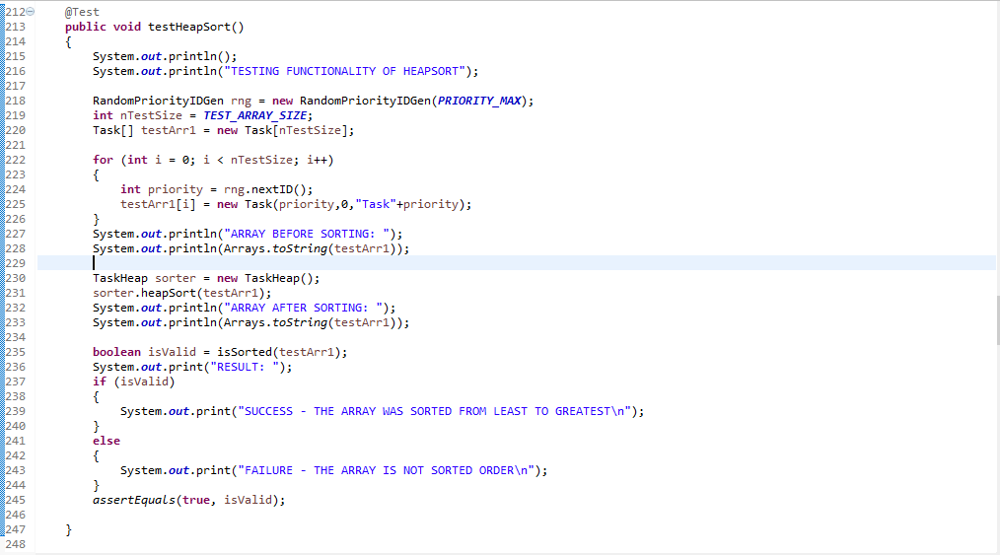 212 @Test
213 public void testHeapSort()
214 {
215 System.out.println();
216 System.out.println("TESTING FUNCTIONALITY OF HEAPSORT");
217
218 RandomPriorityIDGen rng = new RandomPriorityIDGen(PRIORITY_MAX);
219 int nTestSize = TEST_ARRAY_SIZE;
220 Task[] testArr1 = new Task[nTestSize];
221
222 for (int i = 0; i < nTestSize; i++)
223 {
224 int priority = rng.nextID();
225 testArr1[i] = new Task(priority,0,"Task"+priority);
226 }
227 System.out.println("ARRAY BEFORE SORTING: ");
228 System.out.println(Arrays.toString(testArr1));
229
230 TaskHeap sorter = new TaskHeap();
231 sorter.heapSort(testArr1);
232 System.out.println("ARRAY AFTER SORTING: ");
233 System.out.println(Arrays.toString(testArr1));
234
235 boolean isValid = isSorted(testArr1);
236 System.out.print("RESULT: ");
237 if (isValid)
238 {
239 System.out.print("SUCCESS - THE ARRAY WAS SORTED FROM LEAST TO GREATEST\n");
240 }
241 else
242 {
243 System.out.print("FAILURE - THE ARRAY IS NOT SORTED ORDER\n");
244 }
245 assertEquals(true, isValid);
246
247 }
248